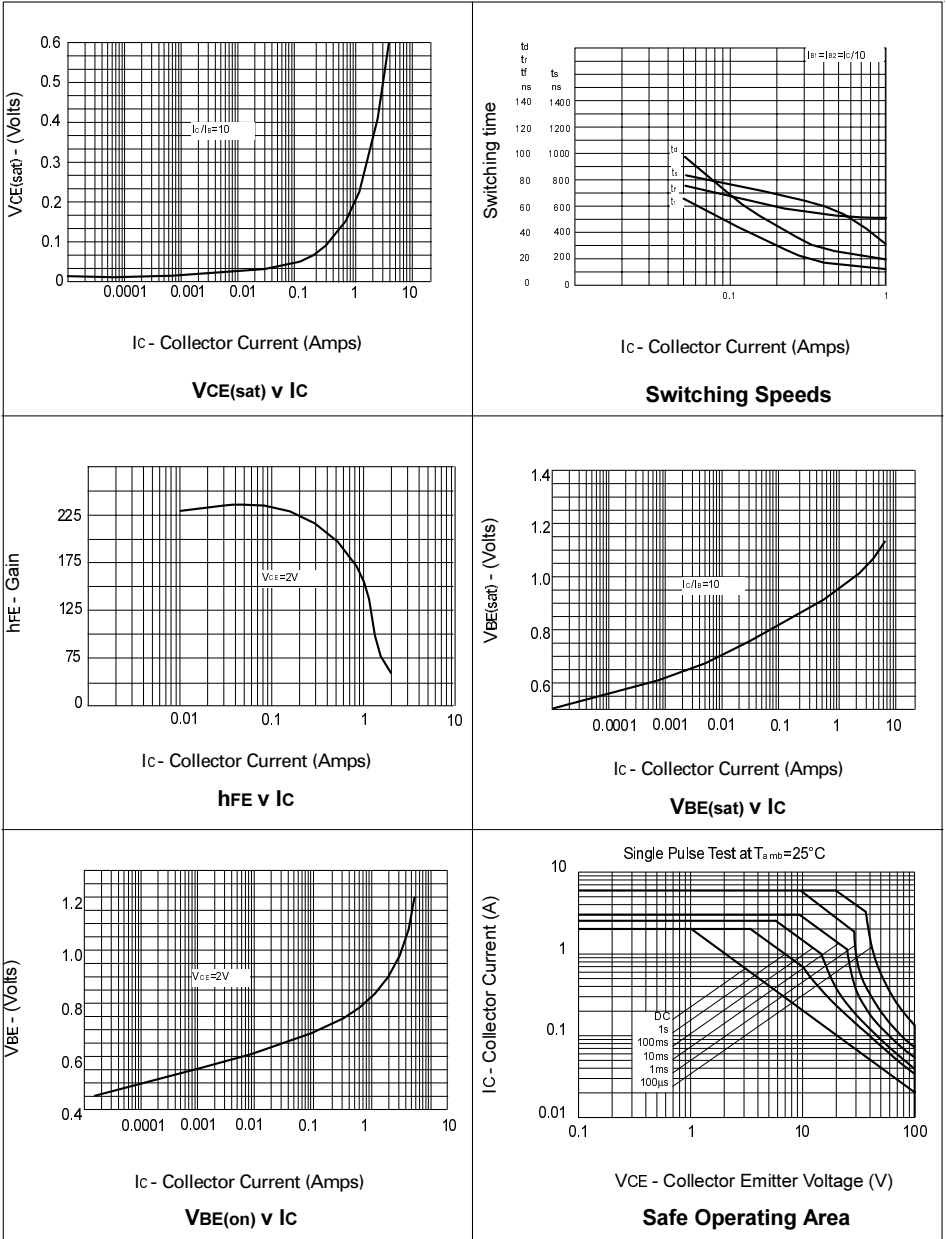 0.6
0.5
0.4
0.3
0.2
0.1
0
VCE(sat) - (Volts)
IC/IB=10
0.0001 0.001 0.01 0.1 1 10
IC - Collector Current (Amps)
VCE(sat) v IC
td
tr
tf ts
ns ns
140 1400
120 1200
100 1000
80 800
60 600
40 400
20 200
0 0
Switching time
IB1=IB2=IC/10
td
ts
tf
0.1 1
IC - Collector Current (Amps)
Switching Speeds
225
175
125
75
0
hFE - Gain
VCE=2V
0.01 0.1 1 10
IC - Collector Current (Amps)
hFE v IC
1.4
1.2
1.0
0.8
0.6
VBE(sat) - (Volts)
IC/IB=10
0.0001 0.001 0.01 0.1 1 10
IC - Collector Current (Amps)
VBE(sat) v IC
1.2
1.0
0.8
0.6
0.4
VBE - (Volts)
VCE=2V
0.0001 0.001 0.01 0.1 1 10
IC - Collector Current (Amps)
VBE(on) v IC
Single Pulse Test at Tamb=25°C
10
1
0.1
0.01
IC - Collector Current (A)
DC
1s
100ms
10ms
1ms
100µs
0.1 1 10 100
VCE - Collector Emitter Voltage (V)
Safe Operating Area